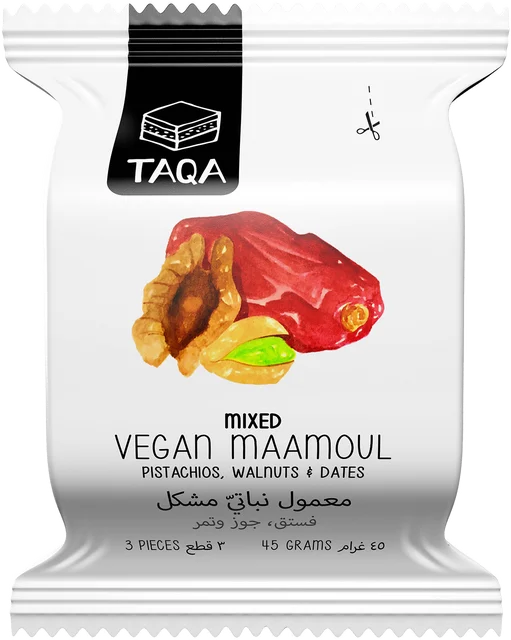 TAQA
MIXED
VEGAN MAAMOUL
PISTACHIOS, WALNUTS & DATES
معمول نباتيّ مشكل
فستق، جوز وتمر
3 PIECES ٣ قطع 45 GRAMS ٤٥ غرام